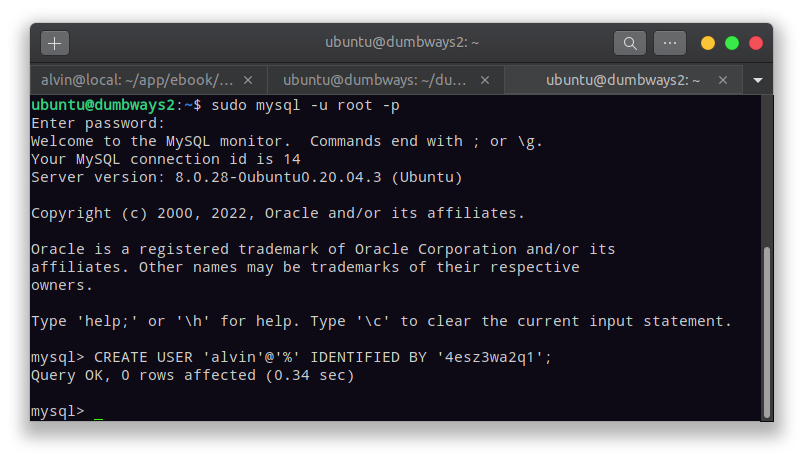 ubuntu@dumbways2: ~
alvin@local: ~/app/ebook/...
ubuntu@dumbways: ~/du...
ubuntu@dumbways2: ~
ubuntu@dumbways2:~$ sudo mysql -u root -p
Enter password:
Welcome to the MySQL monitor.  Commands end with ; or \g.
Your MySQL connection id is 14
Server version: 8.0.28-0ubuntu0.20.04.3 (Ubuntu)
Copyright (c) 2000, 2022, Oracle and/or its affiliates.
Oracle is a registered trademark of Oracle Corporation and/or its
affiliates. Other names may be trademarks of their respective
owners.
Type 'help;' or '\h' for help. Type '\c' to clear the current input statement.
mysql> CREATE USER 'alvin'@'%' IDENTIFIED BY '4esz3wa2q1';
Query OK, 0 rows affected (0.34 sec)
mysql> _